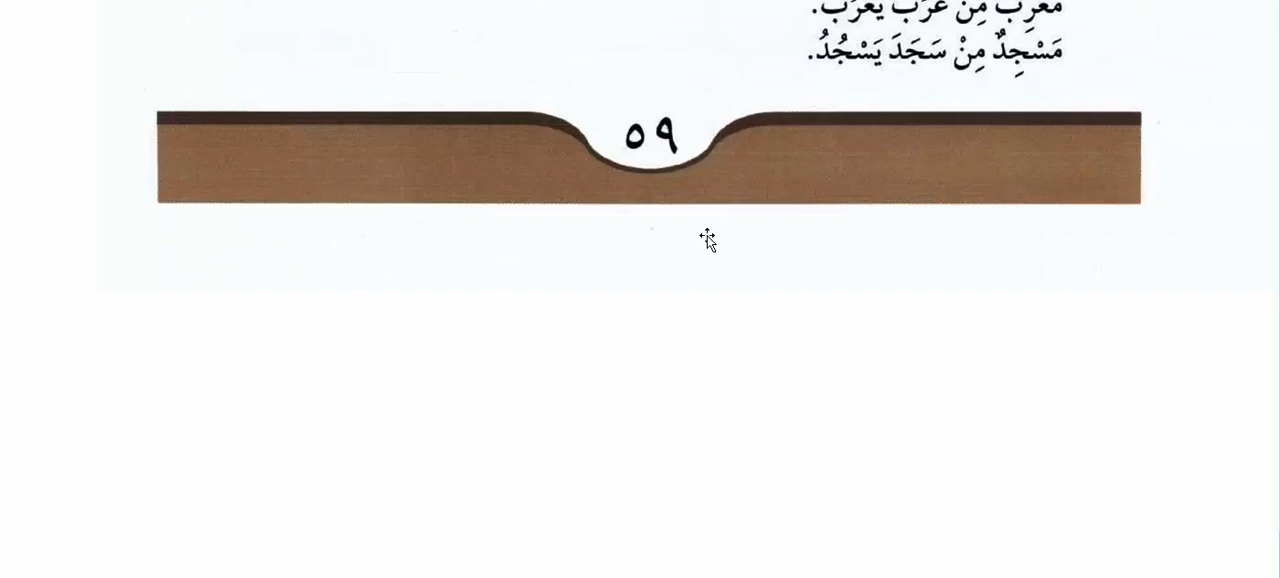 مَغْرِبٌ مِنْ غَرَبَ يَغْرُبُ.
مَسْجِدٌ مِنْ سَجَدَ يَسْجُدُ.
٥٩